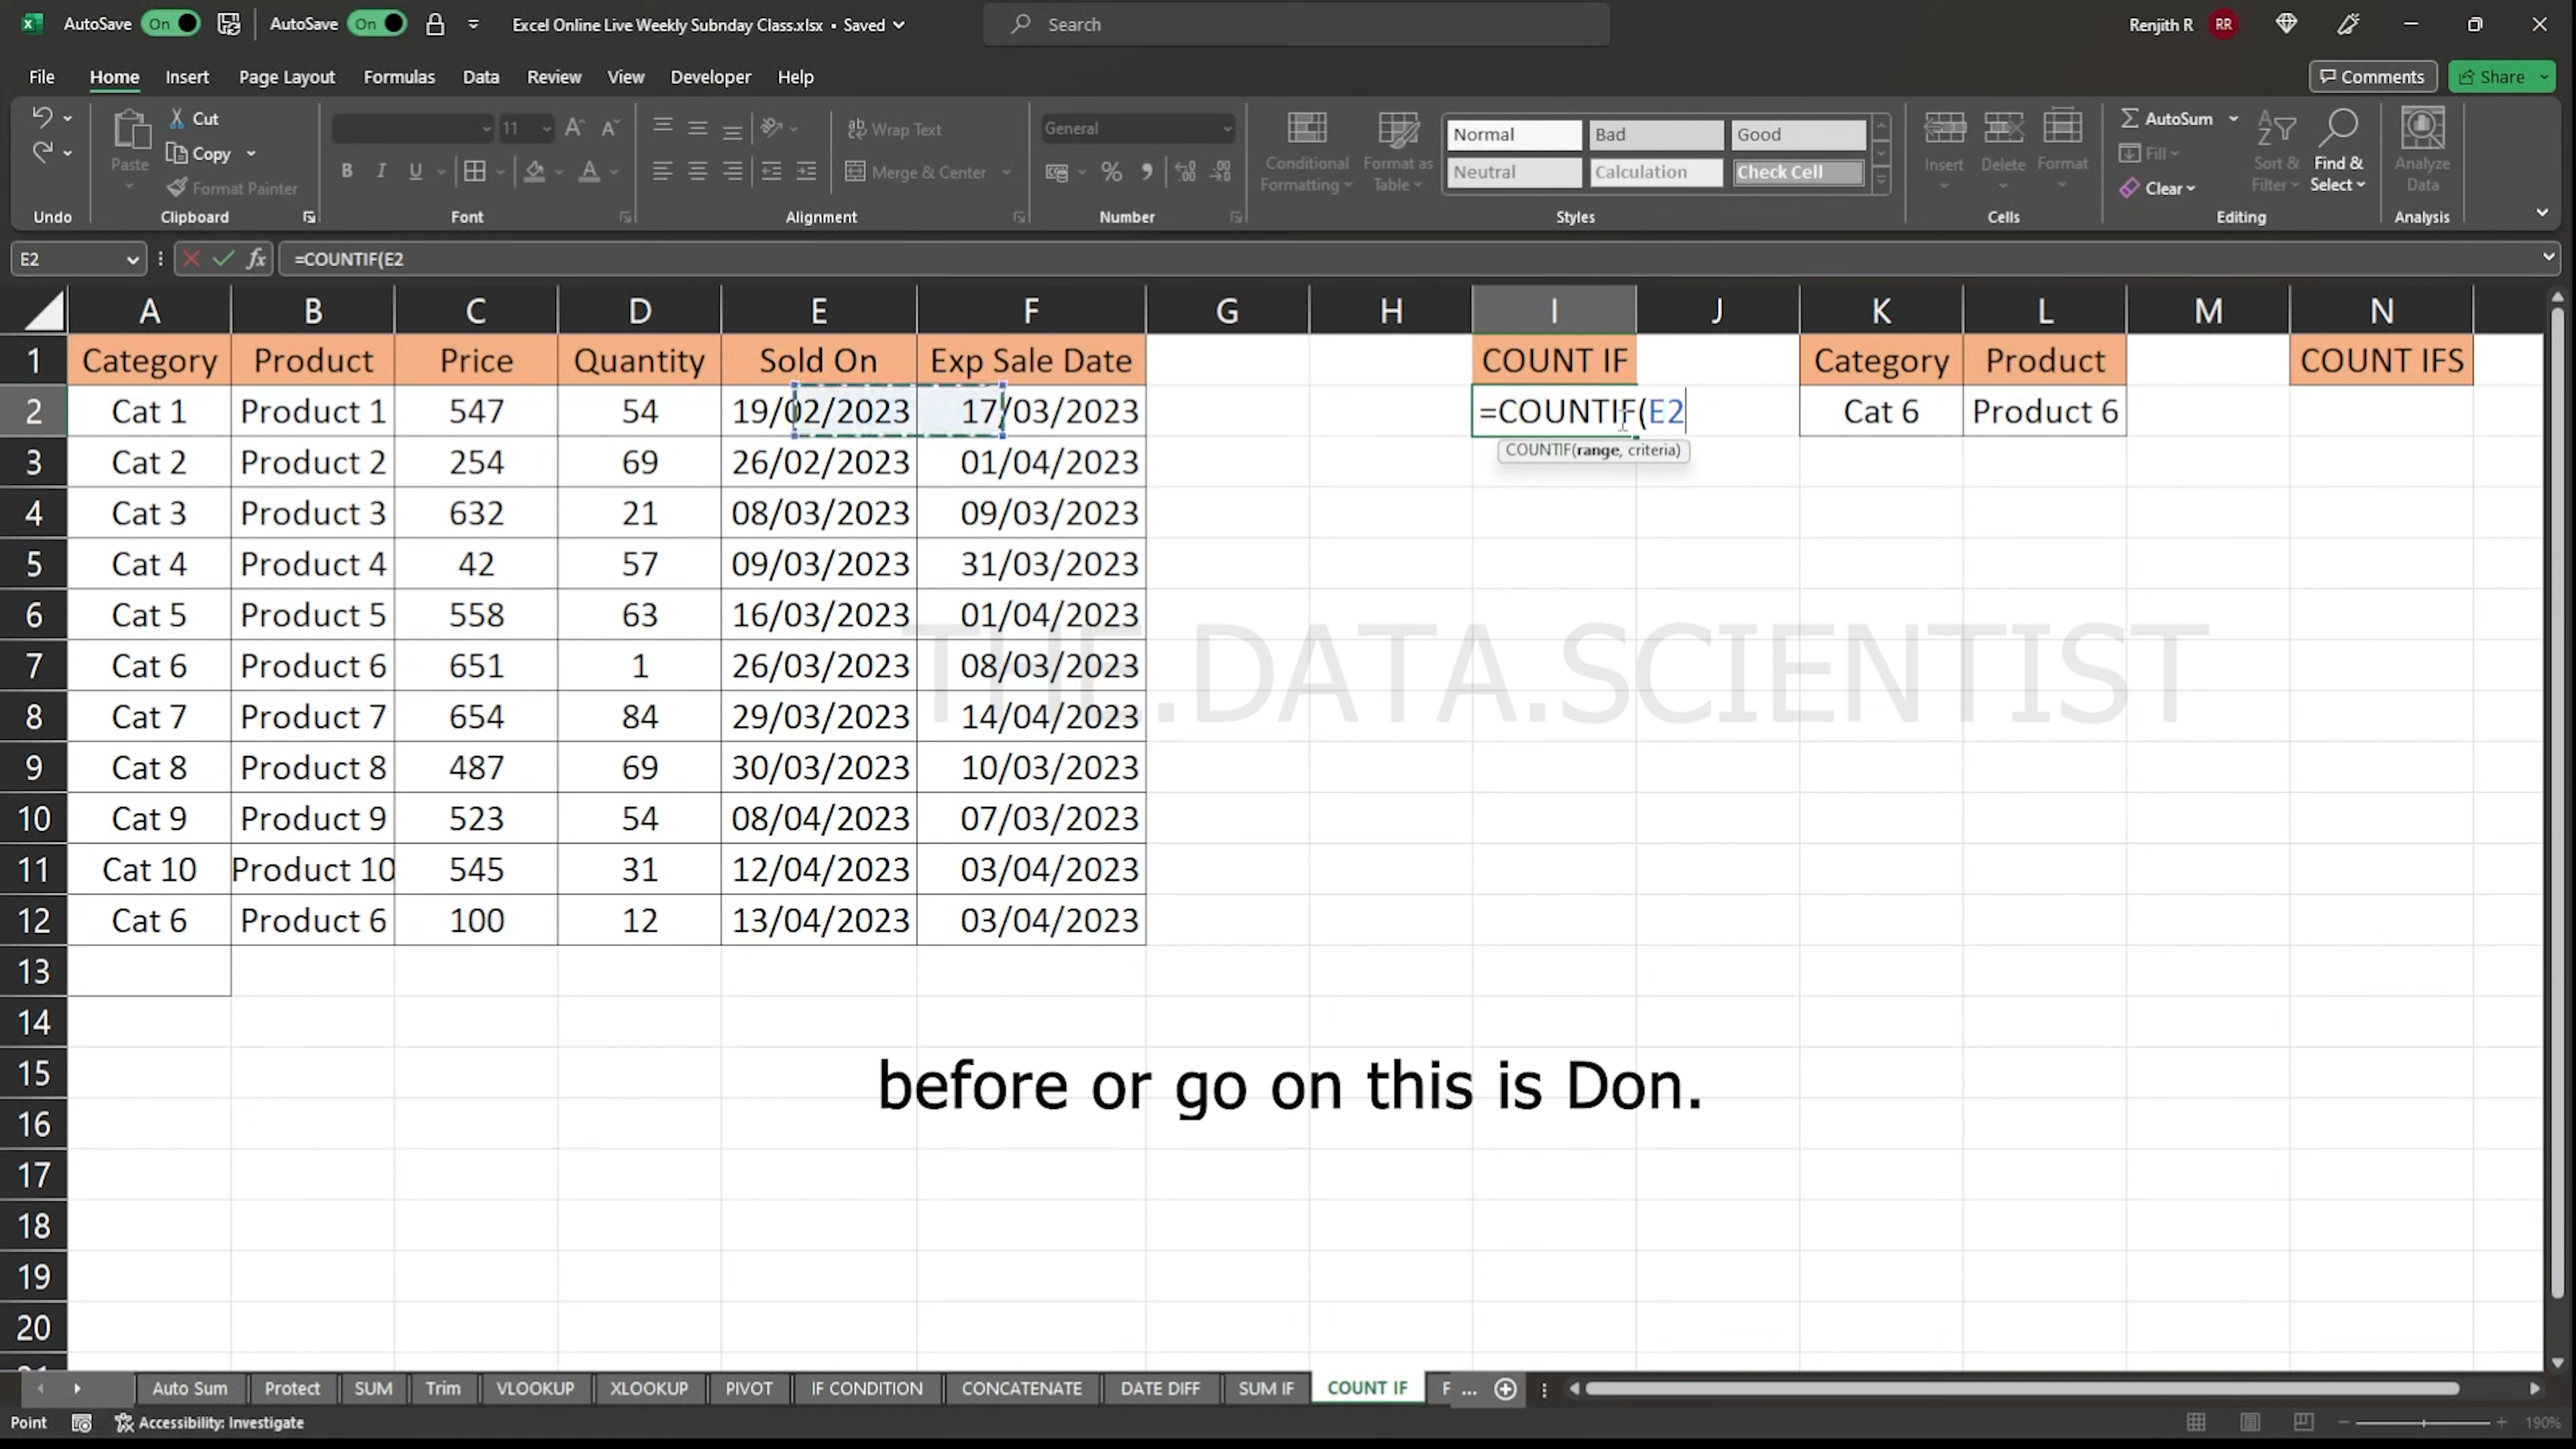 AutoSave On AutoSave On Excel Online Live Weekly Subnday Class.xlsx • Saved Search Renjith R RR
File Home Insert Page Layout Formulas Data Review View Developer Help Comments Share
Paste Cut Copy Format Painter 11 B I U A Wrap Text Merge & Center General % Conditional Formatting Format as Table Normal Bad Good Neutral Calculation Check Cell Insert Delete Format AutoSum Fill Clear Sort & Filter Find & Select Analyze Data
Undo Clipboard Font Alignment Number Styles Cells Editing Analysis
E2 fx =COUNTIF(E2
A B C D E F G H I J K L M N
1 Category Product Price Quantity Sold On Exp Sale Date COUNT IF Category Product COUNT IFS
2 Cat 1 Product 1 547 54 19/02/2023 17/03/2023 =COUNTIF(E2 Cat 6 Product 6
COUNTIF(range, criteria)
3 Cat 2 Product 2 254 69 26/02/2023 01/04/2023
4 Cat 3 Product 3 632 21 08/03/2023 09/03/2023
5 Cat 4 Product 4 42 57 09/03/2023 31/03/2023
6 Cat 5 Product 5 558 63 16/03/2023 01/04/2023
THE.DATA.SCIENTIST
7 Cat 6 Product 6 651 1 26/03/2023 08/03/2023
8 Cat 7 Product 7 654 84 29/03/2023 14/04/2023
9 Cat 8 Product 8 487 69 30/03/2023 10/03/2023
10 Cat 9 Product 9 523 54 08/04/2023 07/03/2023
11 Cat 10 Product 10 545 31 12/04/2023 03/04/2023
12 Cat 6 Product 6 100 12 13/04/2023 03/04/2023
13
14
15
before or go on this is Don.
16
17
18
19
20
Auto Sum Protect SUM Trim VLOOKUP XLOOKUP PIVOT IF CONDITION CONCATENATE DATE DIFF SUM IF COUNT IF F ...
Point Accessibility: Investigate 190%